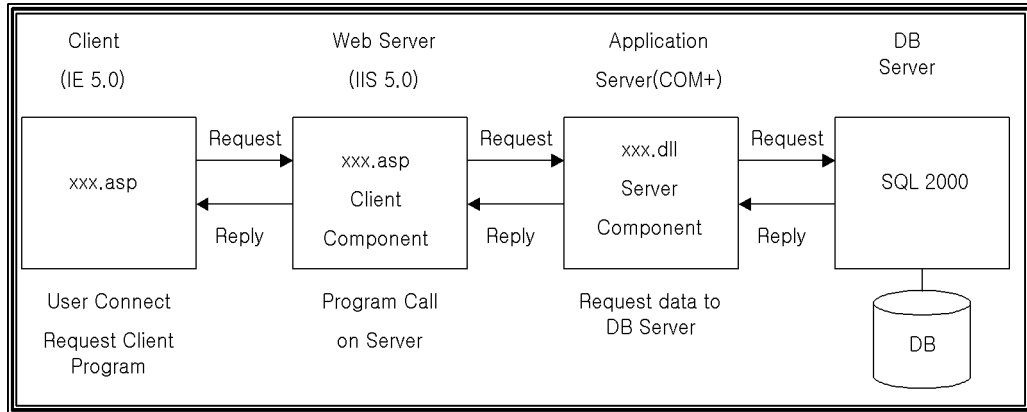 Client
(IE 5.0)
Web Server
(IIS 5.0)
Application
Server(COM+)
DB
Server
xxx.asp
Request
Reply
xxx.asp
Client
Component
Request
Reply
xxx.dll
Server
Component
Request
Reply
SQL 2000
User Connect
Request Client
Program
Program Call
on Server
Request data to
DB Server
DB